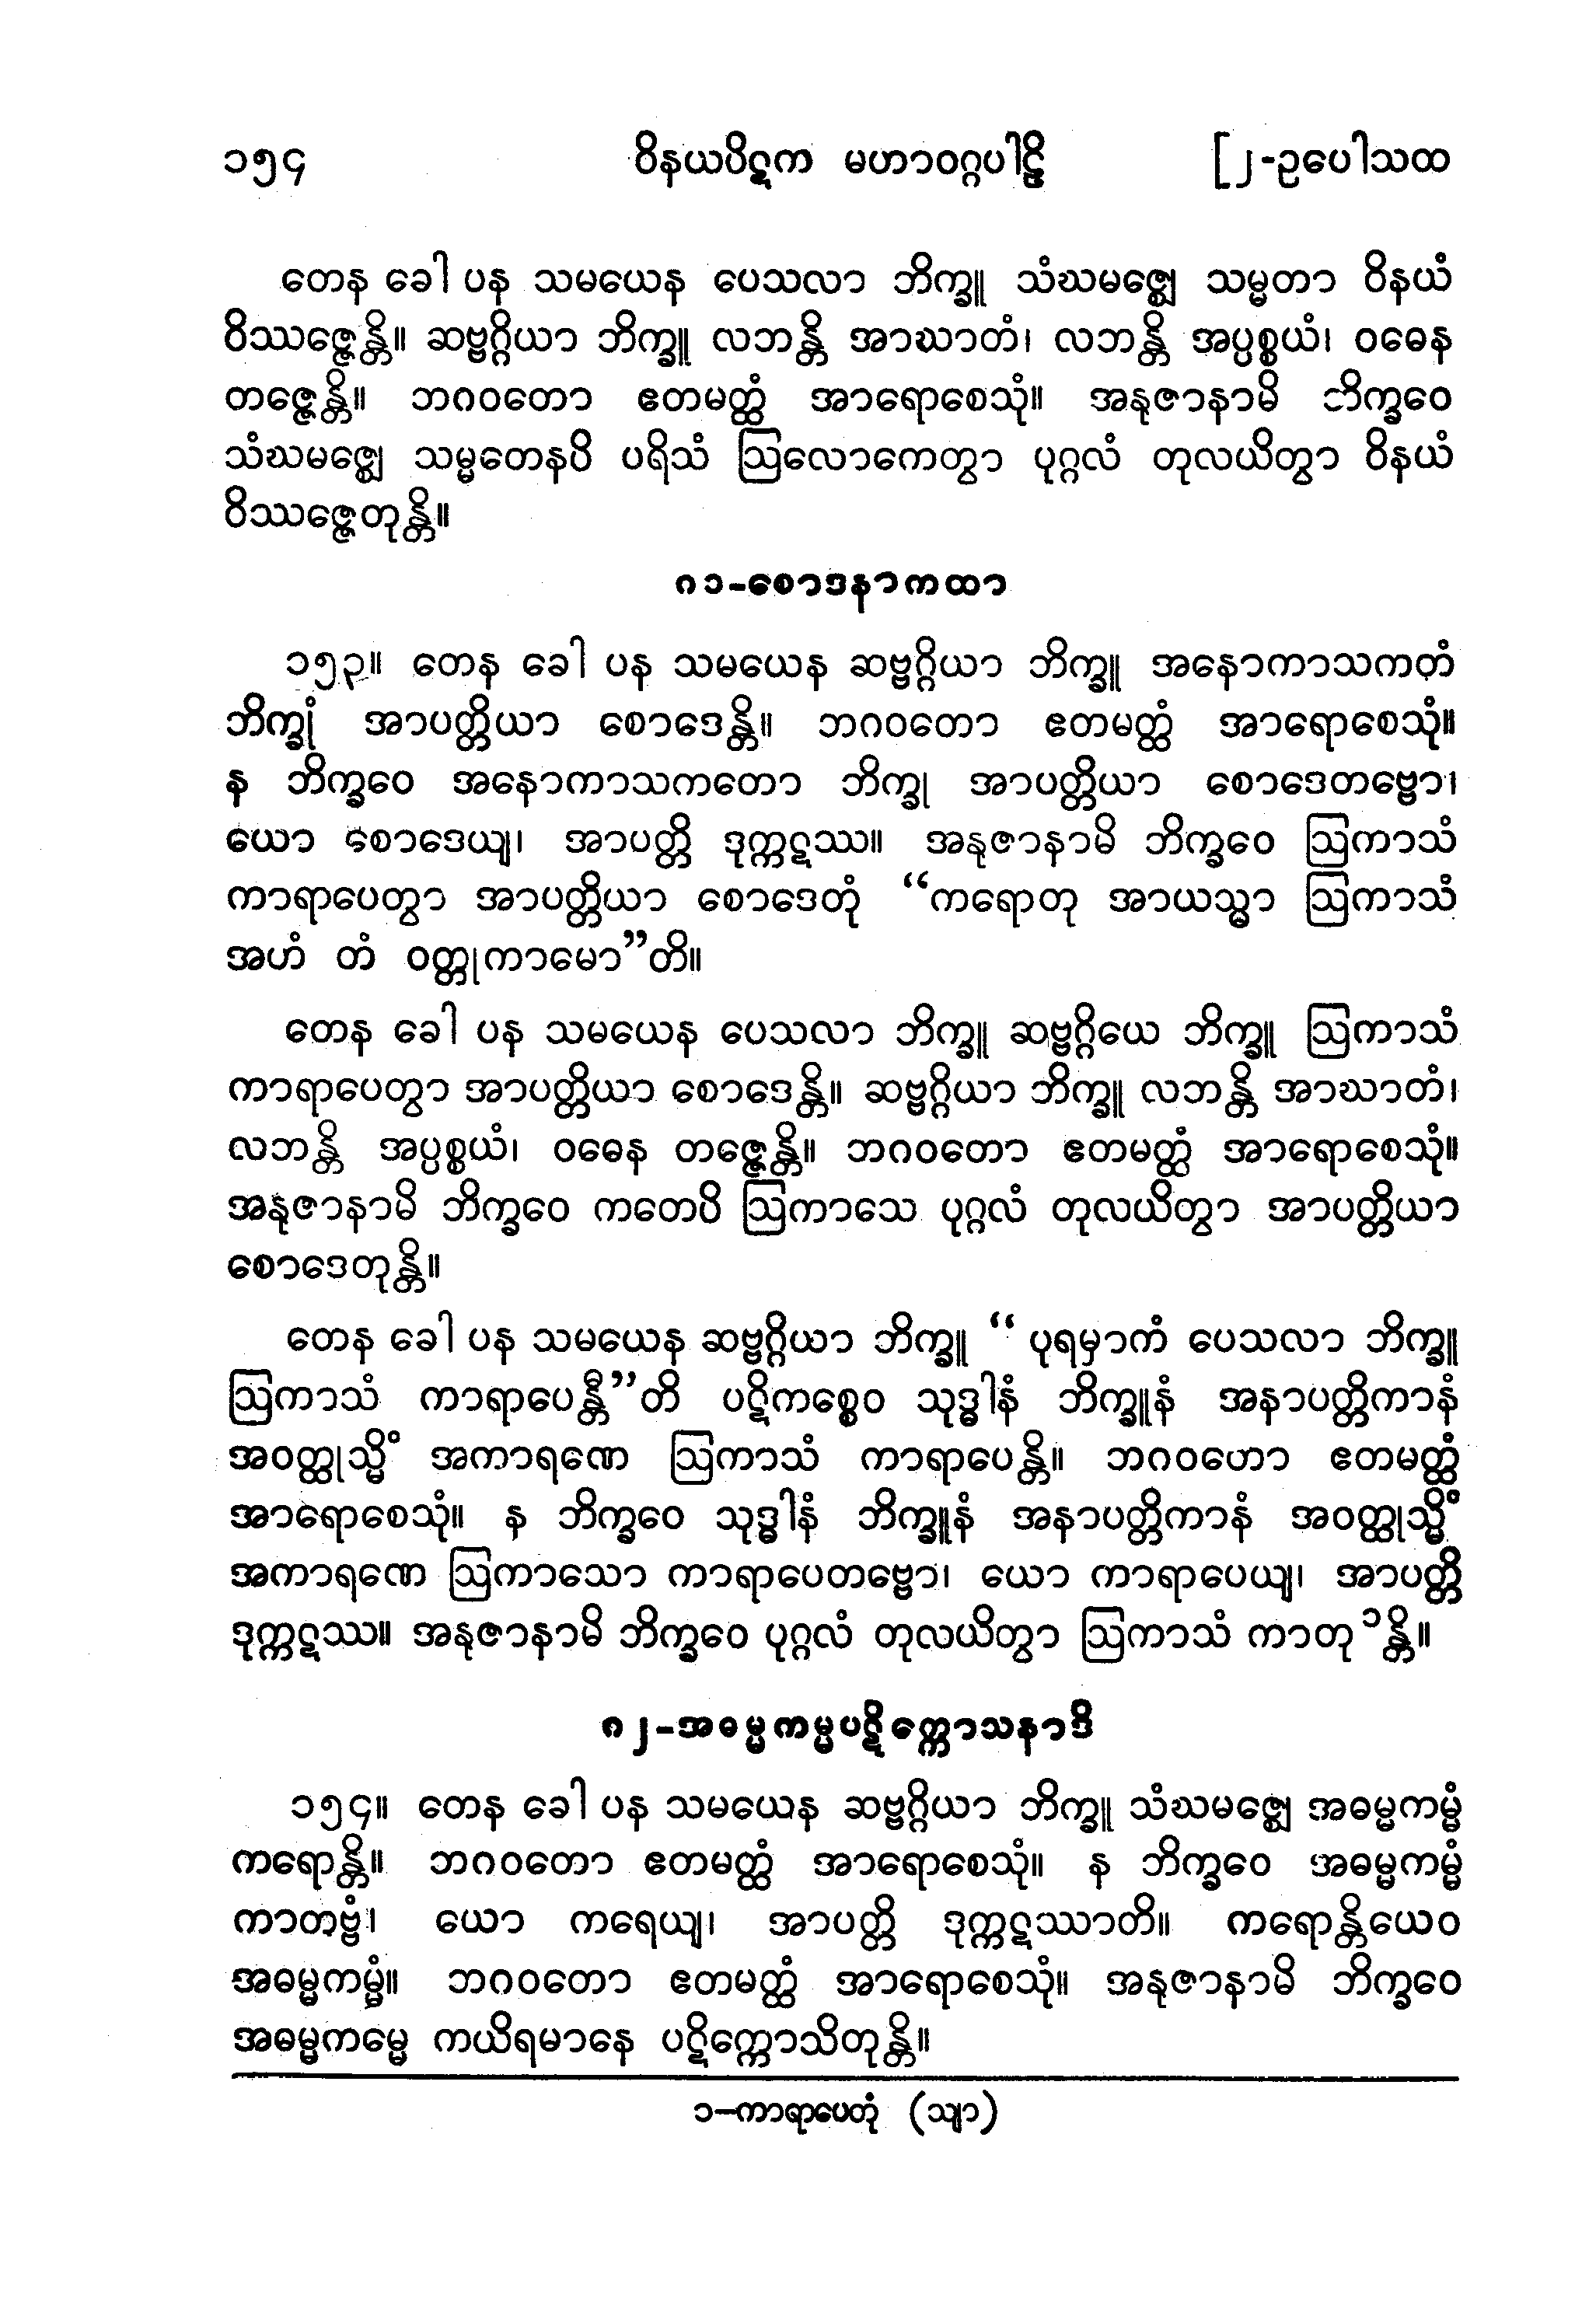 ၁၅၄ ဝိနယပိဋက မဟာဝဂ္ဂပါဠိ [၂-ဥပေါသထ
တေန ခေါ ပန သမယေန ပေသလာ ဘိက္ခူ သံဃမဇ္ဈေ သမ္မတာ ဝိနယံ
ဝိဿဇ္ဇေန္တိ။ ဆဗ္ဗဂ္ဂိယာ ဘိက္ခူ လဘန္တိ အာဃာတံ၊ လဘန္တိ အပ္ပစ္စယံ၊ ဝဓေန
တဇ္ဇေန္တိ။ ဘဂဝတော ဧတမတ္ထံ အာရောစေသုံ။ အနုဇာနာမိ ဘိက္ခဝေ
သံဃမဇ္ဈေ သမ္မတေနပိ ပရိသံ ဩလောကေတွာ ပုဂ္ဂလံ တုလယိတွာ ဝိနယံ
ဝိဿဇ္ဇေတုန္တိ။
၈၁-စောဒနာကထာ
၁၅၃။ တေန ခေါ ပန သမယေန ဆဗ္ဗဂ္ဂိယာ ဘိက္ခူ အနောကာသကတံ
ဘိက္ခုံ အာပတ္တိယာ စောဒေန္တိ။ ဘဂဝတော ဧတမတ္ထံ အာရောစေသုံ။
န ဘိက္ခဝေ အနောကာသကတော ဘိက္ခု အာပတ္တိယာ စောဒေတဗ္ဗော၊
ယော စောဒေယျ၊ အာပတ္တိ ဒုက္ကဋဿ။ အနုဇာနာမိ ဘိက္ခဝေ ဩကာသံ
ကာရာပေတွာ အာပတ္တိယာ စောဒေတုံ “ကရောတု အာယသ္မာ ဩကာသံ
အဟံ တံ ဝတ္တုကာမော”တိ။
တေန ခေါ ပန သမယေန ပေသလာ ဘိက္ခူ ဆဗ္ဗဂ္ဂိယေ ဘိက္ခူ ဩကာသံ
ကာရာပေတွာ အာပတ္တိယာ စောဒေန္တိ။ ဆဗ္ဗဂ္ဂိယာ ဘိက္ခူ လဘန္တိ အာဃာတံ၊
လဘန္တိ အပ္ပစ္စယံ၊ ဝဓေန တဇ္ဇေန္တိ။ ဘဂဝတော ဧတမတ္ထံ အာရောစေသုံ။
အနုဇာနာမိ ဘိက္ခဝေ ကတေပိ ဩကာသေ ပုဂ္ဂလံ တုလယိတွာ အာပတ္တိယာ
စောဒေတုန္တိ။
တေန ခေါ ပန သမယေန ဆဗ္ဗဂ္ဂိယာ ဘိက္ခူ “ ပုရမှာကံ ပေသလာ ဘိက္ခူ
ဩကာသံ ကာရာပေန္တီ”တိ ပဋိကစ္စေဝ သုဒ္ဓါနံ ဘိက္ခူနံ အနာပတ္တိကာနံ
အဝတ္ထုသ္မိံ အကာရဏေ ဩကာသံ ကာရာပေန္တိ။ ဘဂဝတော ဧတမတ္ထံ
အာရောစေသုံ။ န ဘိက္ခဝေ သုဒ္ဓါနံ ဘိက္ခူနံ အနာပတ္တိကာနံ အဝတ္ထုသ္မိံ
အကာရဏေ ဩကာသော ကာရာပေတဗ္ဗော၊ ယော ကာရာပေယျ၊ အာပတ္တိ
ဒုက္ကဋဿ။ အနုဇာနာမိ ဘိက္ခဝေ ပုဂ္ဂလံ တုလယိတွာ ဩကာသံ ကာတု၁န္တိ။
၈၂-အဓမ္မကမ္မပဋိက္ကောသနာဒိ
၁၅၄။ တေန ခေါ ပန သမယေန ဆဗ္ဗဂ္ဂိယာ ဘိက္ခူ သံဃမဇ္ဈေ အဓမ္မကမ္မံ
ကရောန္တိ။ ဘဂဝတော ဧတမတ္ထံ အာရောစေသုံ။ န ဘိက္ခဝေ အဓမ္မကမ္မံ
ကာတဗ္ဗံ၊ ယော ကရေယျ၊ အာပတ္တိ ဒုက္ကဋဿာတိ။ ကရောန္တိယေဝ
အဓမ္မကမ္မံ။ ဘဂဝတော ဧတမတ္ထံ အာရောစေသုံ။ အနုဇာနာမိ ဘိက္ခဝေ
အဓမ္မကမ္မေ ကယိရမာနေ ပဋိက္ကောသိတုန္တိ။
၁–ကာရာပေတုံ (သျာ)